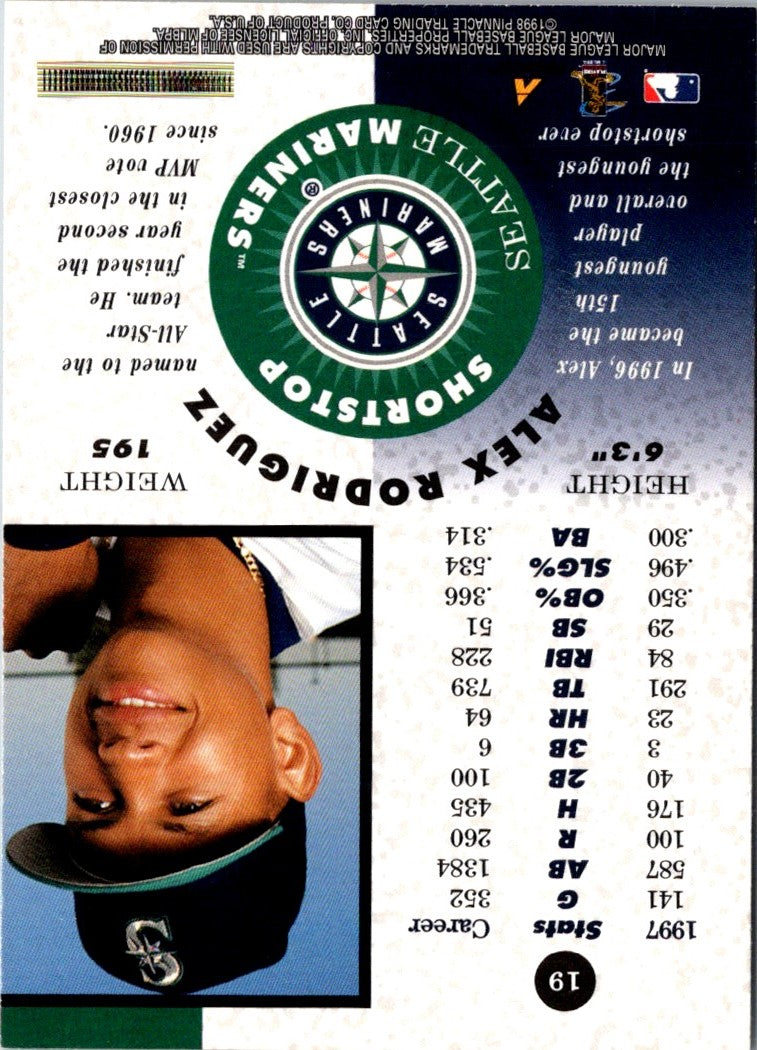 19
1997 Stats Career
141 G 352
587 AB 1384
100 R 260
176 H 435
40 2B 100
3 3B 6
23 HR 64
291 TB 739
84 RBI 228
29 SB 51
.350 OB% .366
.496 SLG% .534
.300 BA .314
S
HEIGHT
6'3"
ALEX RODRIGUEZ
WEIGHT
195
In 1996, Alex
became the
15th
youngest
player
overall and
the youngest
shortstop ever
SHORTSTOP
SEATTLE MARINERS™
SEATTLE
MARINERS
®
named to the
All-Star
team. He
finished the
year second
in the closest
MVP vote
since 1960.
MAJOR LEAGUE BASEBALL TRADEMARKS AND COPYRIGHTS ARE USED WITH PERMISSION OF
MAJOR LEAGUE BASEBALL PROPERTIES, INC. OFFICIAL LICENSEE OF MLBPA.
©1998 PINNACLE TRADING CARD CO. PRODUCT OF U.S.A.